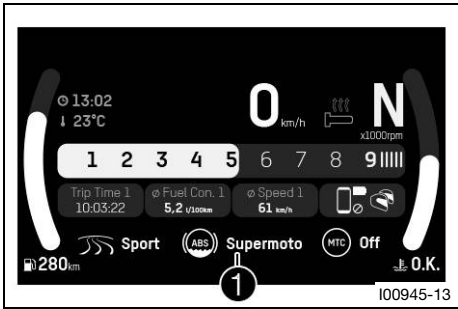 13:02
23°C
0 km/h
N
x1000rpm
1 2 3 4 5 6 7 8 9
Trip Time 1
10:03:22
ø Fuel Con. 1
5,2 l/100km
ø Speed 1
61 km/h
Sport
ABS Supermoto
MTC Off
280km
O.K.
1
I00945-13